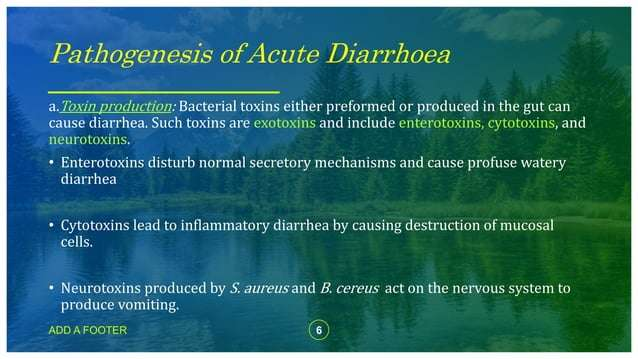 Pathogenesis of Acute Diarrhoea
a.Toxin production: Bacterial toxins either preformed or produced in the gut can
cause diarrhea. Such toxins are exotoxins and include enterotoxins, cytotoxins, and
neurotoxins.
• Enterotoxins disturb normal secretory mechanisms and cause profuse watery
diarrhea
• Cytotoxins lead to inflammatory diarrhea by causing destruction of mucosal
cells.
• Neurotoxins produced by S. aureus and B. cereus act on the nervous system to
produce vomiting.
ADD A FOOTER
6